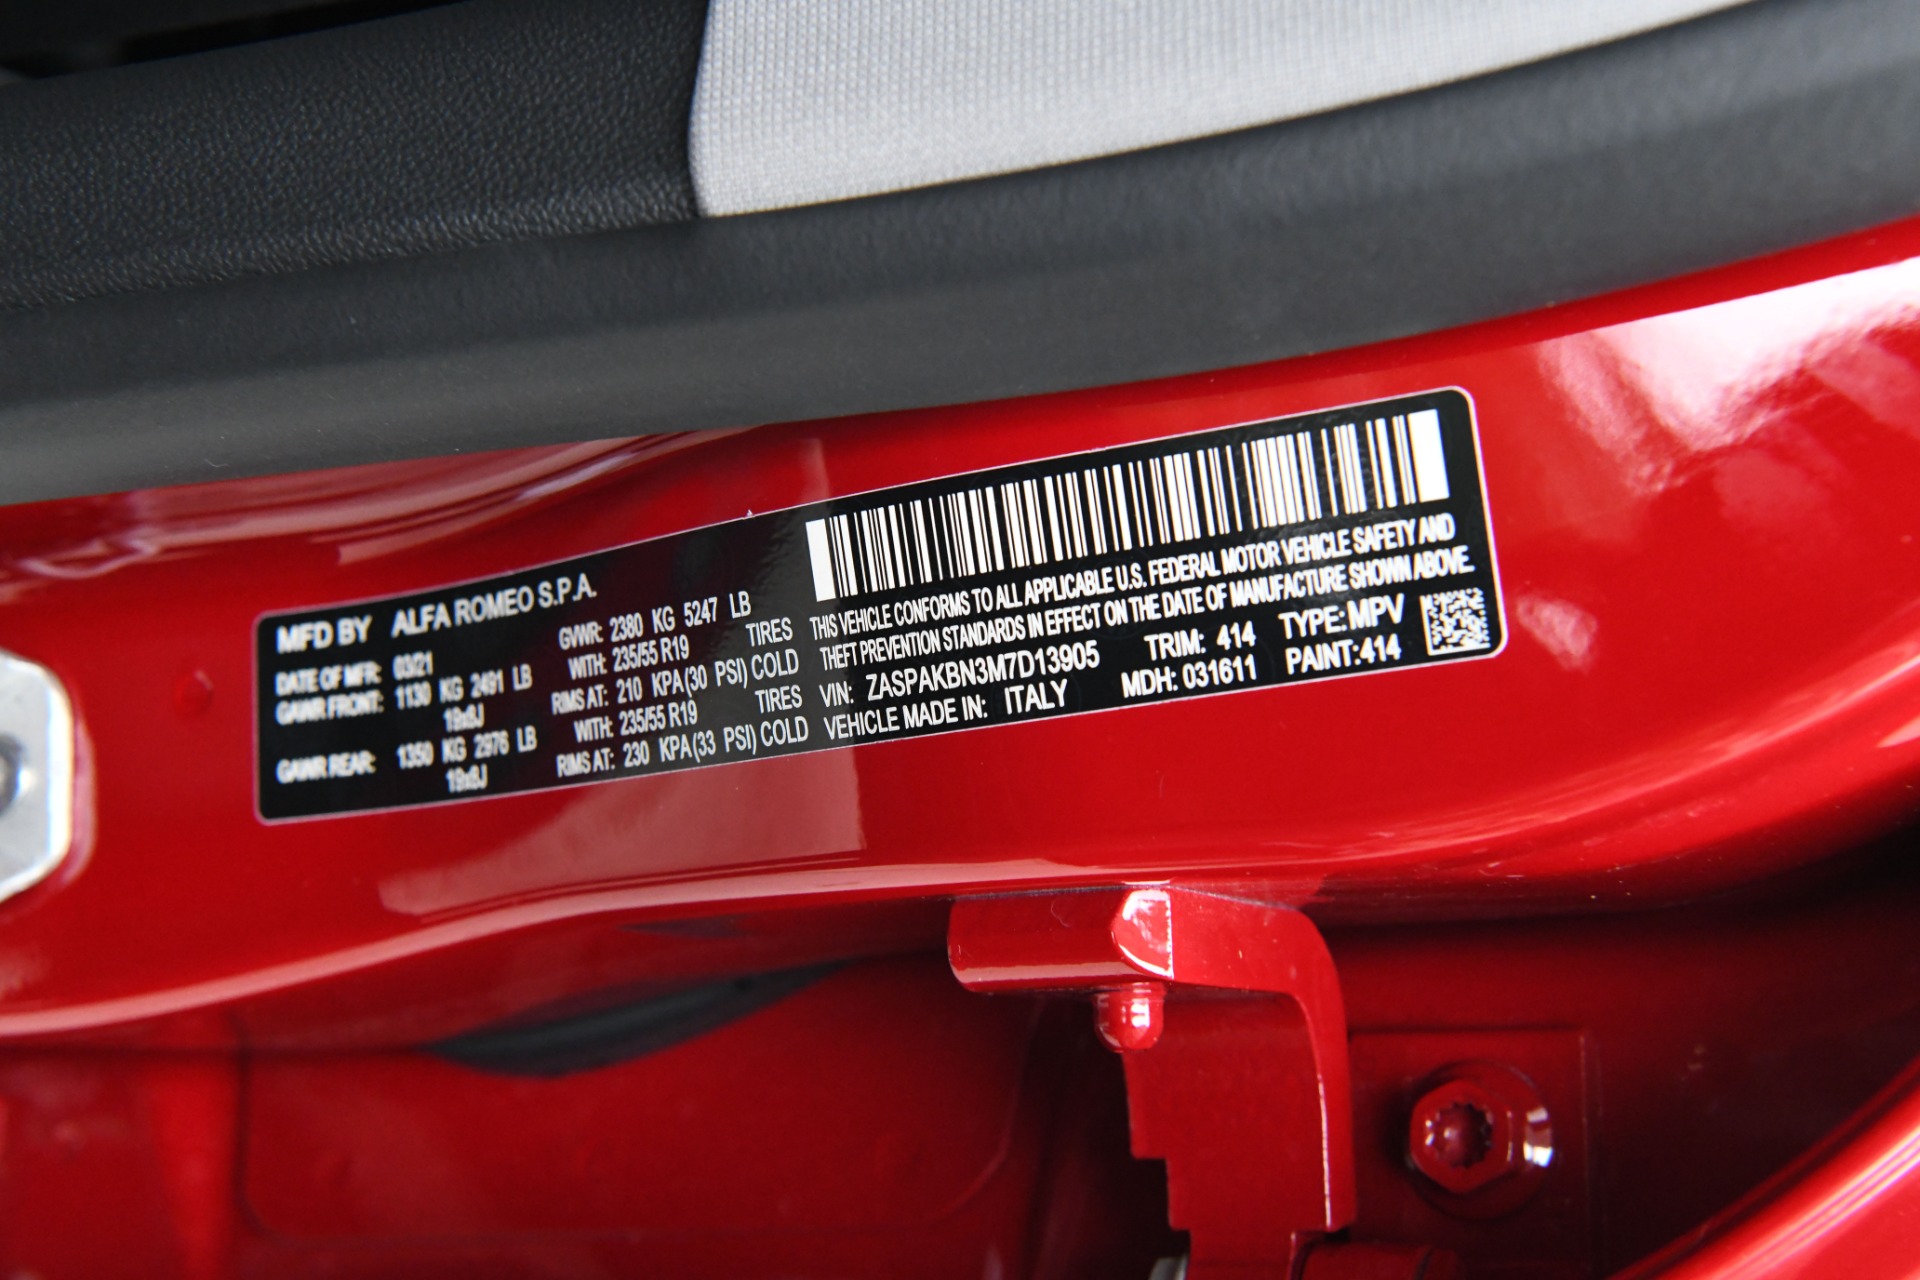 MFD BY ALFA ROMEO S.P.A.
DATE OF MFR: 03/21 GVWR: 2380 KG 5247 LB
GAWR FRONT: 1130 KG 2491 LB WITH: 235/55 R19 TIRES
19x8J RIMS AT: 210 KPA(30 PSI) COLD
GAWR REAR: 1350 KG 2976 LB WITH: 235/55 R19 TIRES
19x8J RIMS AT: 230 KPA(33 PSI) COLD
THIS VEHICLE CONFORMS TO ALL APPLICABLE U.S. FEDERAL MOTOR VEHICLE SAFETY AND
THEFT PREVENTION STANDARDS IN EFFECT ON THE DATE OF MANUFACTURE SHOWN ABOVE.
VIN: ZASPAKBN3M7D13905 TRIM: 414 TYPE: MPV
VEHICLE MADE IN: ITALY MDH: 031611 PAINT:414